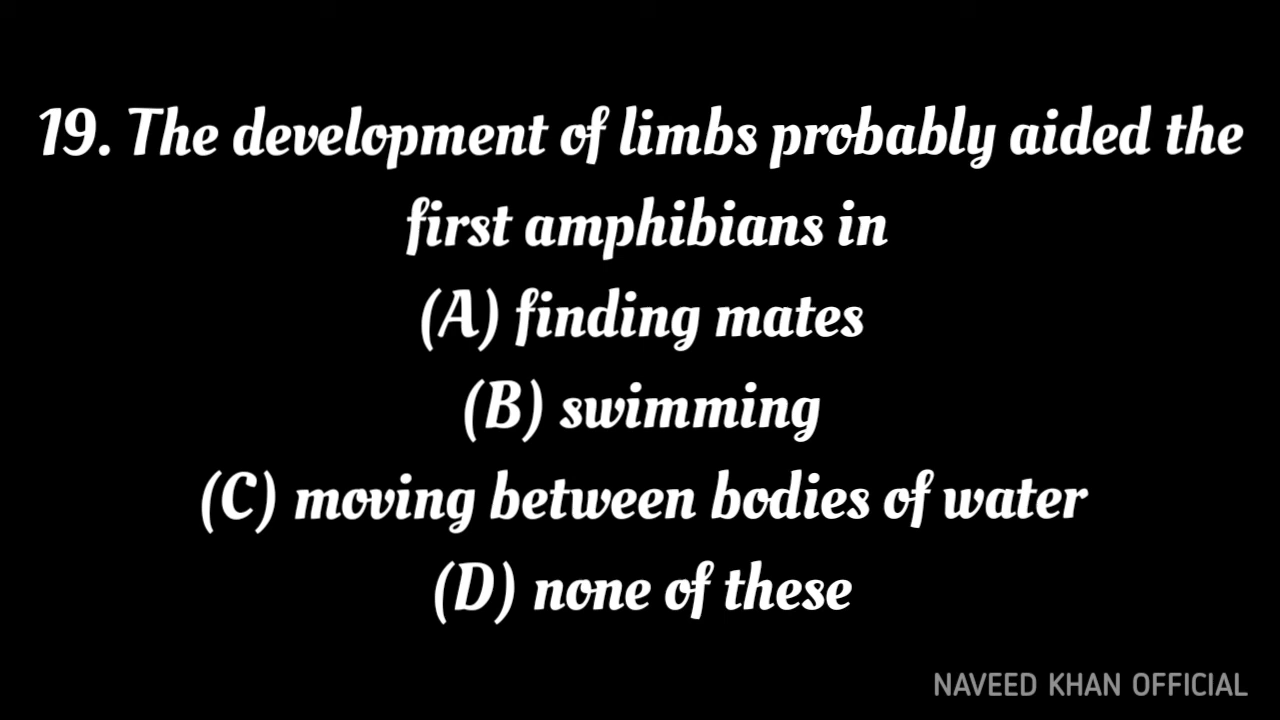 19. The development of limbs probably aided the
first amphibians in
(A) finding mates
(B) swimming
(C) moving between bodies of water
(D) none of these
NAVEED KHAN OFFICIAL